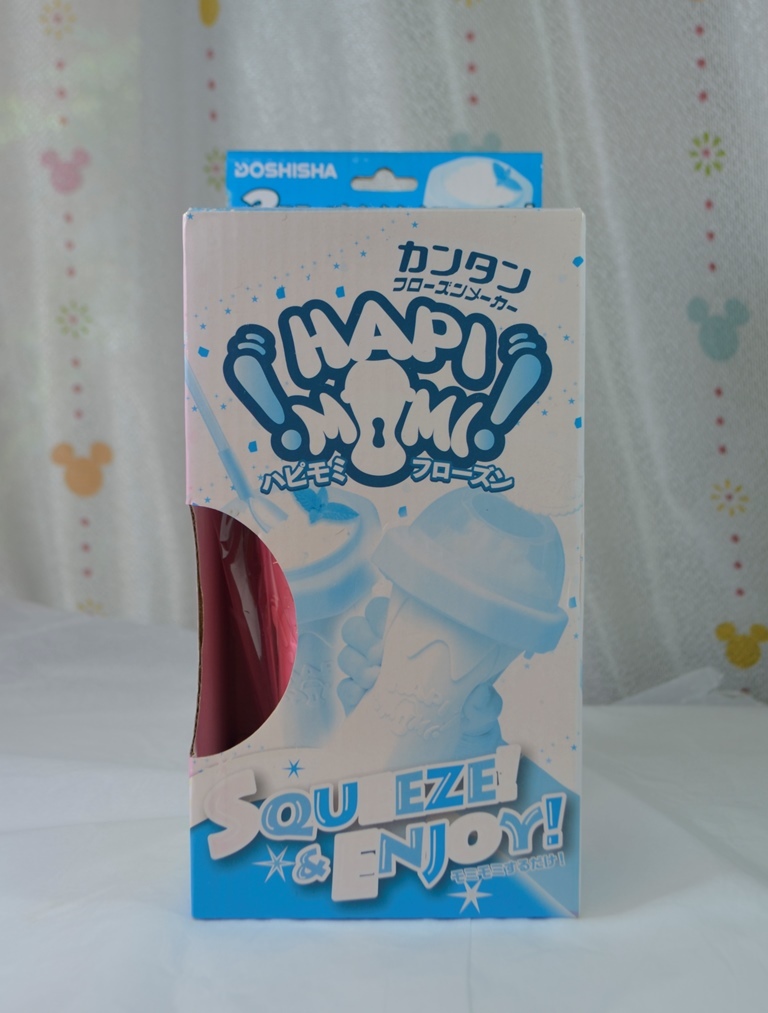 DOSHISHA
カンタン
フローズンメーカー
HAPI
MOMI
ハピモミ フローズン
SQUEEZE!
& ENJOY!
モミモミするだけ!